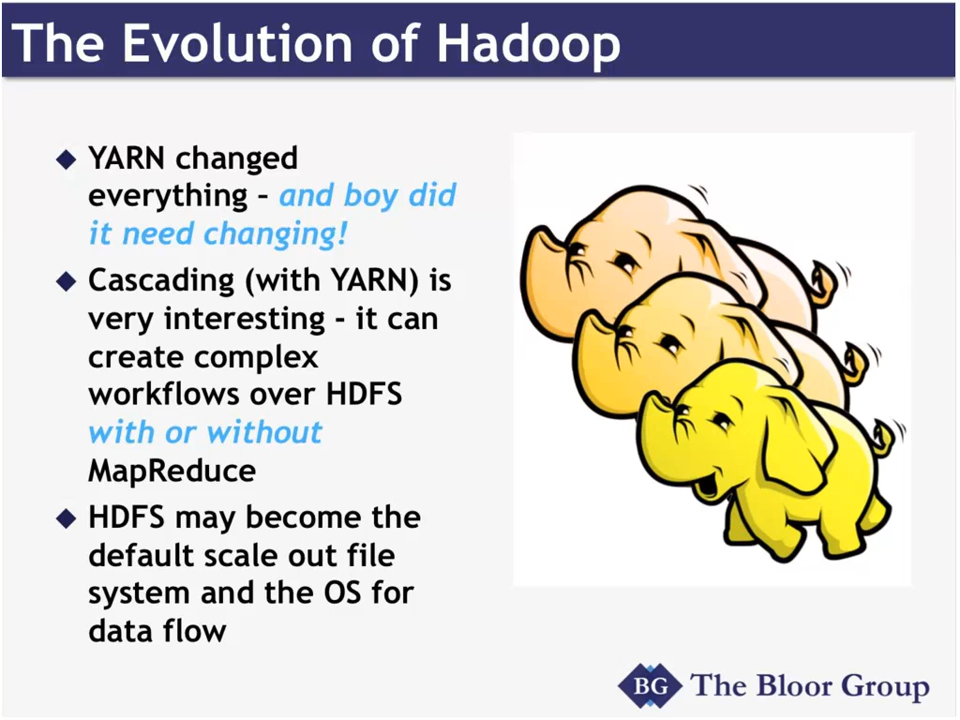 The Evolution of Hadoop
YARN changed
everything – and boy did
it need changing!
Cascading (with YARN) is
very interesting - it can
create complex
workflows over HDFS
with or without
MapReduce
HDFS may become the
default scale out file
system and the OS for
data flow
BG The Bloor Group